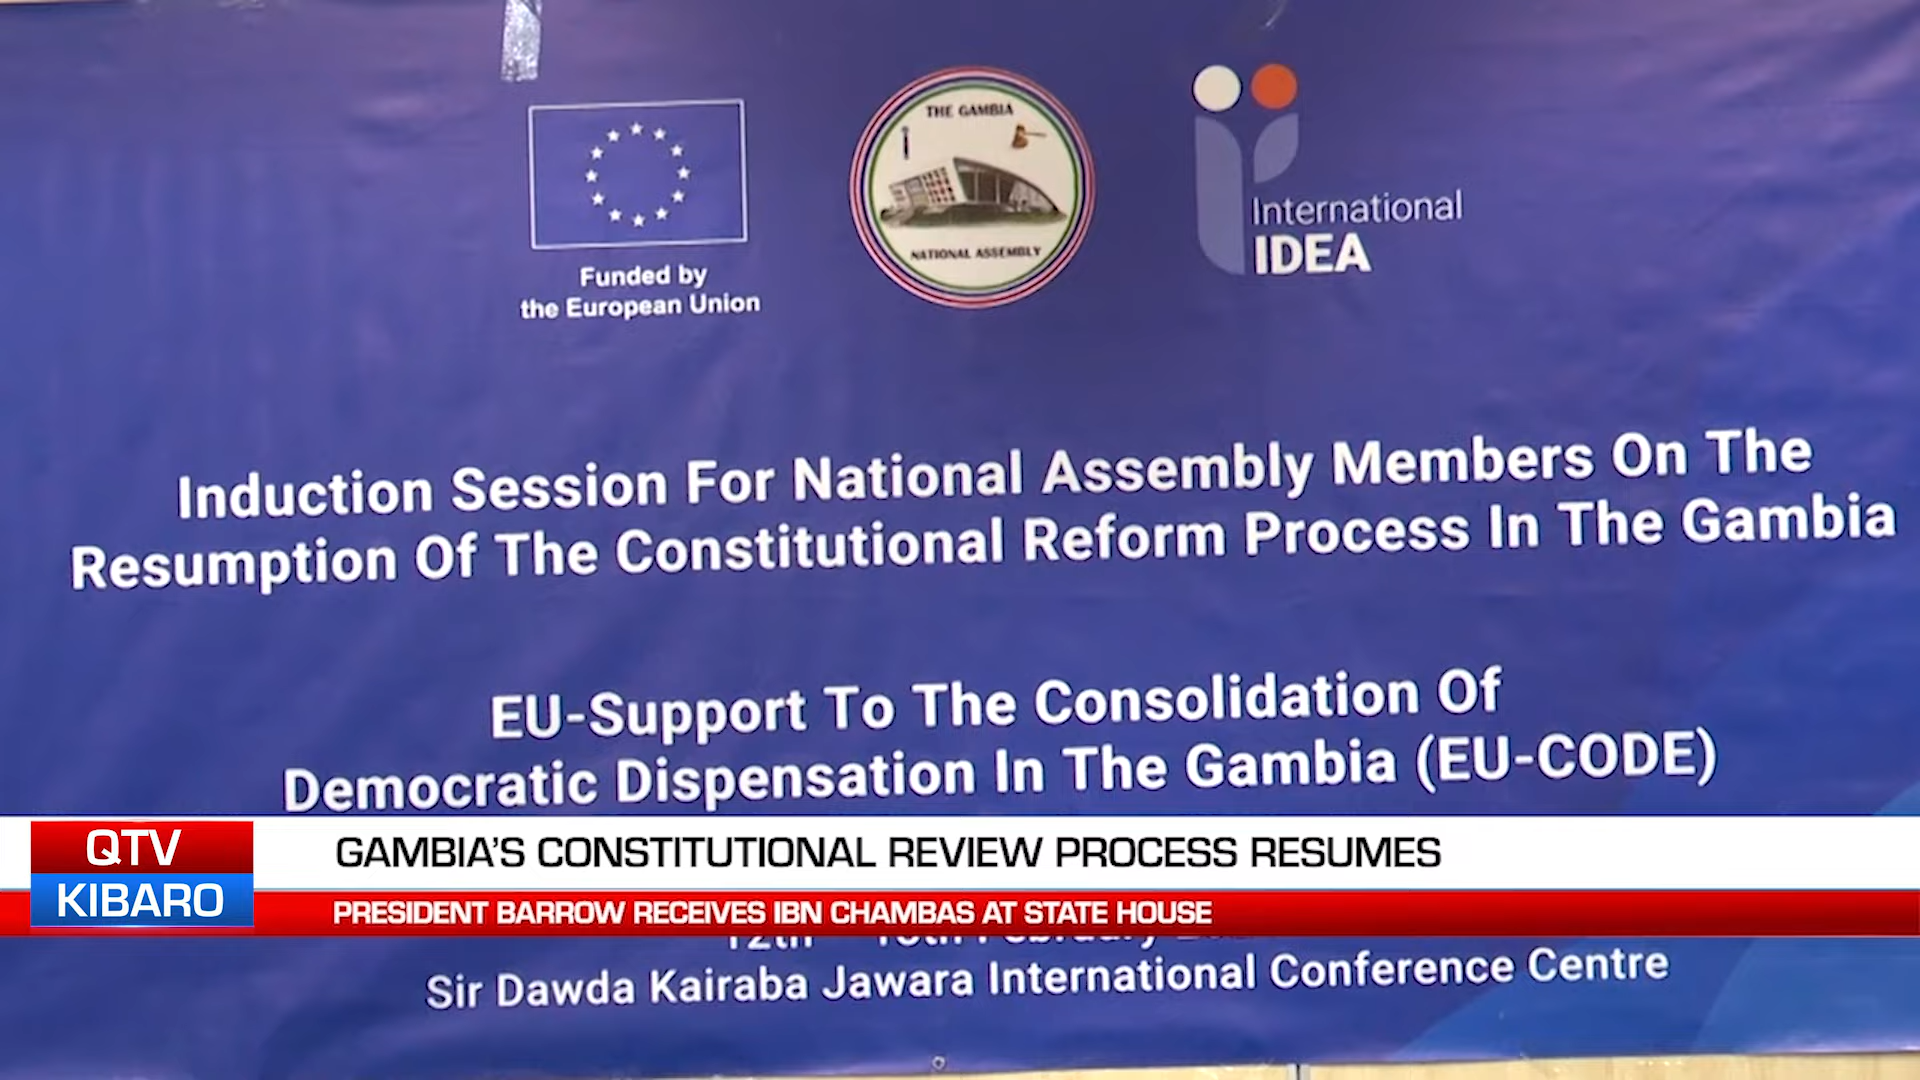 THE GAMBIA
NATIONAL ASSEMBLY
Funded by
the European Union
International
IDEA
Induction Session For National Assembly Members On The
Resumption Of The Constitutional Reform Process In The Gambia
EU-Support To The Consolidation Of
Democratic Dispensation In The Gambia (EU-CODE)
QTV
KIBARO
GAMBIA'S CONSTITUTIONAL REVIEW PROCESS RESUMES
PRESIDENT BARROW RECEIVES IBN CHAMBAS AT STATE HOUSE
12th February
Sir Dawda Kairaba Jawara International Conference Centre